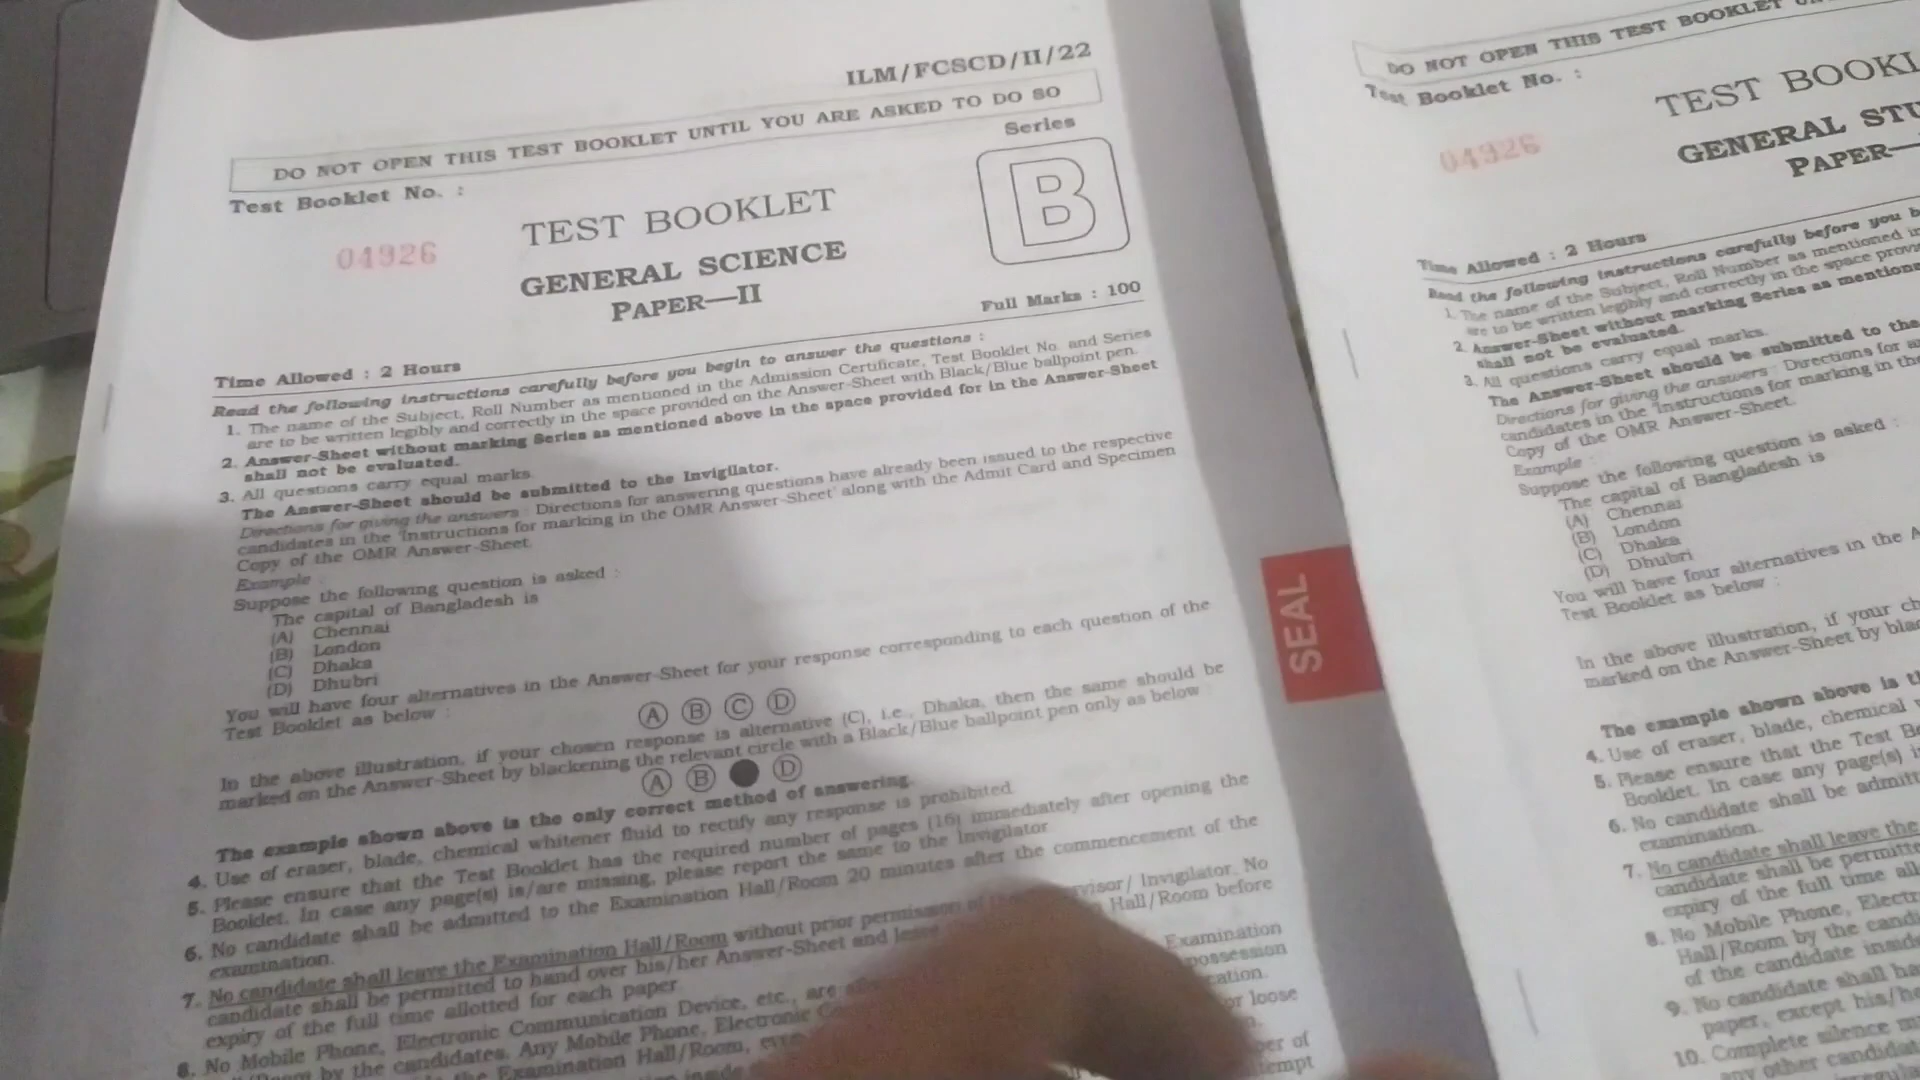 ILM/FCSCD/II/22
DO NOT OPEN THIS TEST BOOKLET UNTIL YOU ARE ASKED TO DO SO
Test Booklet No. :
Series
04926
TEST BOOKLET
B
GENERAL SCIENCE
PAPER—II
Time Allowed : 2 Hours
Full Marks : 100
Read the following instructions carefully before you begin to answer the questions :
1. The name of the Subject, Roll Number as mentioned in the Admission Certificate, Test Booklet No. and Series
are to be written legibly and correctly in the space provided on the Answer-Sheet with Black/Blue ballpoint pen.
2. Answer-Sheet without marking Series as mentioned above in the space provided for in the Answer-Sheet
shall not be evaluated.
3. All questions carry equal marks.
The Answer-Sheet should be submitted to the Invigilator.
Directions for giving the answers : Directions for answering questions have already been issued to the respective
candidates in the 'Instructions for marking in the OMR Answer-Sheet' along with the Admit Card and Specimen
Copy of the OMR Answer-Sheet.
Example :
Suppose the following question is asked :
The capital of Bangladesh is
(A) Chennai
(B) London
(C) Dhaka
(D) Dhubri
You will have four alternatives in the Answer-Sheet for your response corresponding to each question of the
Test Booklet as below :
A B C D
In the above illustration, if your chosen response is alternative (C), i.e., Dhaka, then the same should be
marked on the Answer-Sheet by blackening the relevant circle with a Black/Blue ballpoint pen only as below :
A B D
The example shown above is the only correct method of answering.
4. Use of eraser, blade, chemical whitener fluid to rectify any response is prohibited.
5. Please ensure that the Test Booklet has the required number of pages (16) immediately after opening the
Booklet. In case any page(s) is/are missing, please report the same to the Invigilator.
6. No candidate shall be admitted to the Examination Hall/Room 20 minutes after the commencement of the
examination.
7. No candidate shall leave the Examination Hall/Room without prior permission of Invigilator. No
candidate shall be permitted to hand over his/her Answer-Sheet and leave Hall/Room before
expiry of the full time allotted for each paper.
8. No Mobile Phone, Electronic Communication Device, etc., are Examination
by the candidates. Any Mobile Phone, Electronic possession
the Examination Hall/Room,
or loose
SEAL
DO NOT OPEN THIS TEST BOOKLET
Test Booklet No. :
04926
TEST
GENERAL
PAPER—
Time Allowed : 2 Hours
Read the following instructions carefully before you
1. The name of the Subject, Roll Number as mentioned
are to be written legibly and correctly in the space
2. Answer-Sheet without marking Series as
shall not be evaluated.
3. All questions carry equal marks.
The Answer-Sheet should be submitted to the
Directions for giving the answers : Directions for
candidates in the 'Instructions for marking in the
Copy of the OMR Answer-Sheet.
Example :
Suppose the following question is asked :
The capital of Bangladesh is
(A) Chennai
(B) London
(C) Dhaka
(D) Dhubri
You will have four alternatives in the
Test Booklet as below :
In the above illustration, if your
marked on the Answer-Sheet by
The example shown above is
4. Use of eraser, blade, chemical
5. Please ensure that the Test
Booklet. In case any page(s)
6. No candidate shall be
examination.
7. No candidate shall leave the
candidate shall be
expiry of the full time
8. No Mobile Phone,
Hall/Room by the
of the candidate
9. No candidate shall
paper, except
10. Complete silence
any other